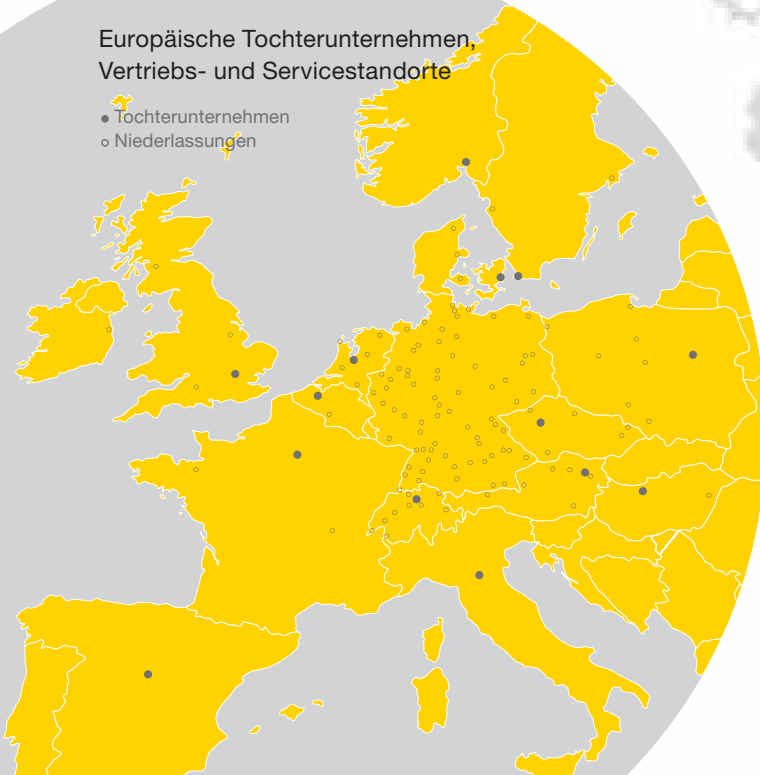 Europäische Tochterunternehmen,
Vertriebs- und Servicestandorte
Tochterunternehmen
Niederlassungen